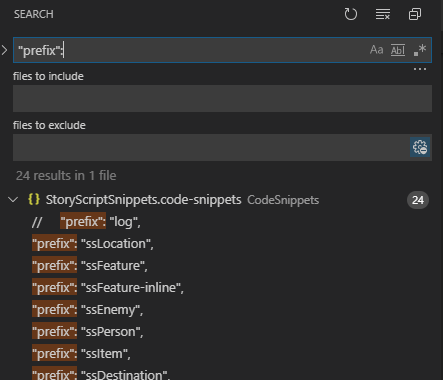 SEARCH
"prefix":
Aa Abl .*
...
files to include
files to exclude
24 results in 1 file
{} StoryScriptSnippets.code-snippets CodeSnippets 24
// "prefix": "log",
"prefix": "ssLocation",
"prefix": "ssFeature",
"prefix": "ssFeature-inline",
"prefix": "ssEnemy",
"prefix": "ssPerson",
"prefix": "ssItem",
"prefix": "ssDestination",